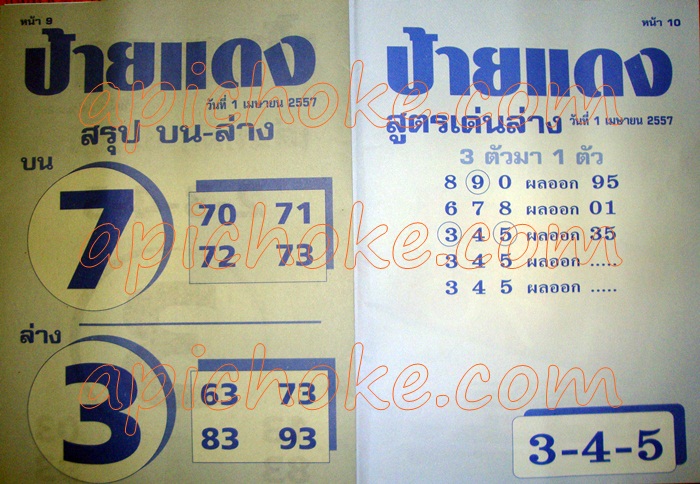 หน้า 9
ป้ายแดง
วันที่ 1 เมษายน 2557
สรุป บน-ล่าง
บน
7
70 71
72 73
ล่าง
3
63 73
83 93
หน้า 10
ป้ายแดง
สูตรเด่นล่าง วันที่ 1 เมษายน 2557
3 ตัวมา 1 ตัว
8 9 0 ผลออก 95
6 7 8 ผลออก 01
3 4 5 ผลออก 35
3 4 5 ผลออก .....
3 4 5 ผลออก .....
3-4-5
apichoke.com
apichoke.com
apichoke.com